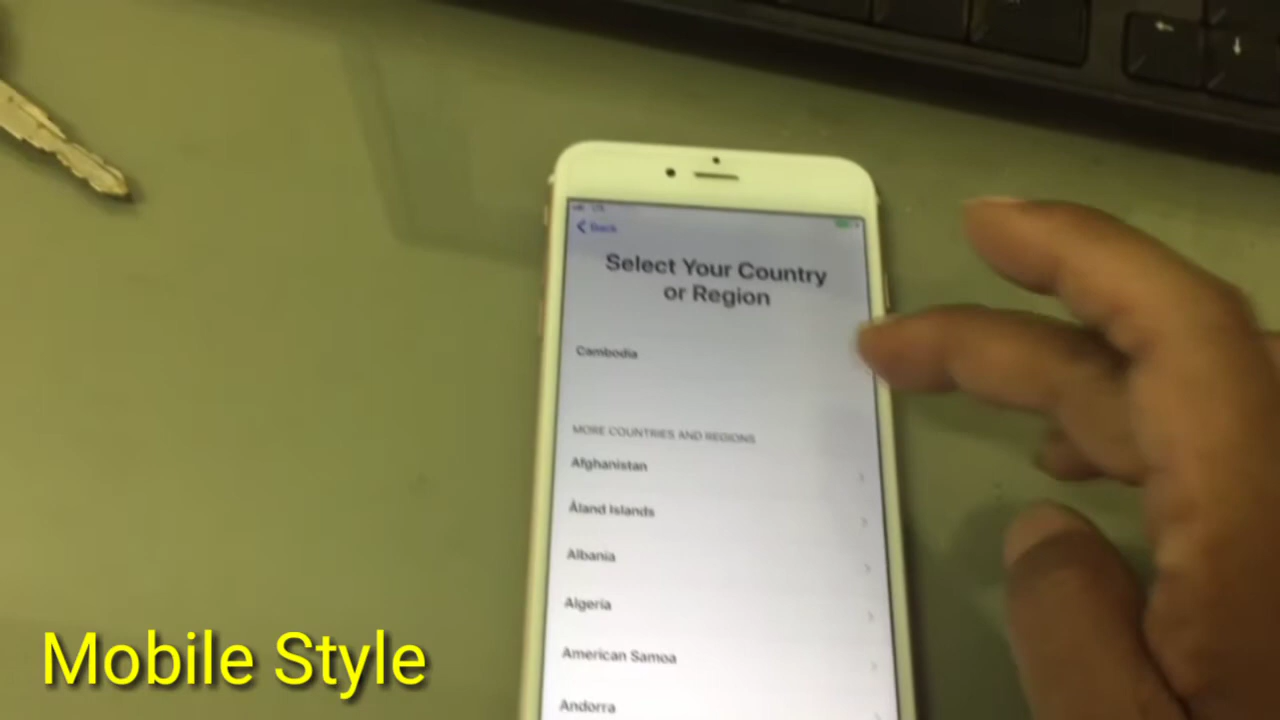 Back
Select Your Country
or Region
Cambodia
MORE COUNTRIES AND REGIONS
Afghanistan
Åland Islands
Albania
Algeria
American Samoa
Andorra
Mobile Style